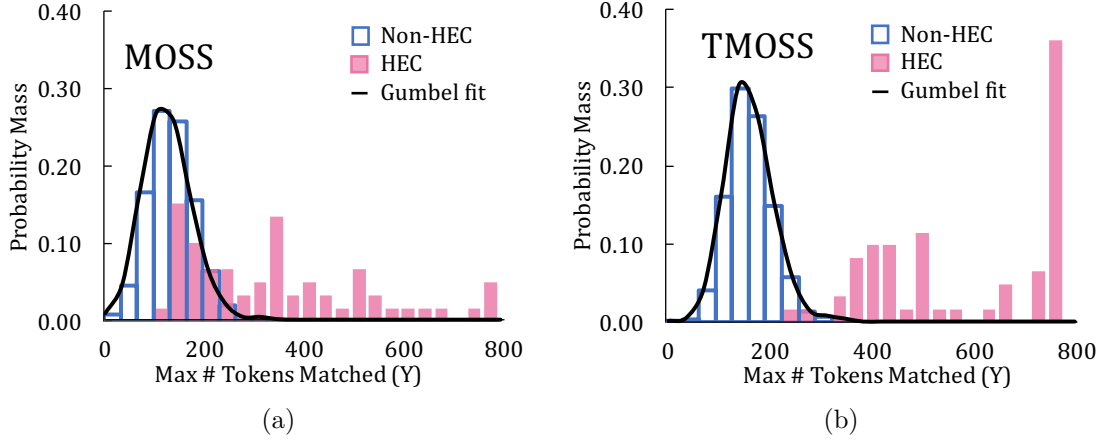 MOSS
Non-HEC
HEC
Gumbel fit
Probability Mass
0.40
0.30
0.20
0.10
0.00
0 200 400 600 800
Max # Tokens Matched (Y)
(a)
TMOSS
Non-HEC
HEC
Gumbel fit
Probability Mass
0.40
0.30
0.20
0.10
0.00
0 200 400 600 800
Max # Tokens Matched (Y)
(b)